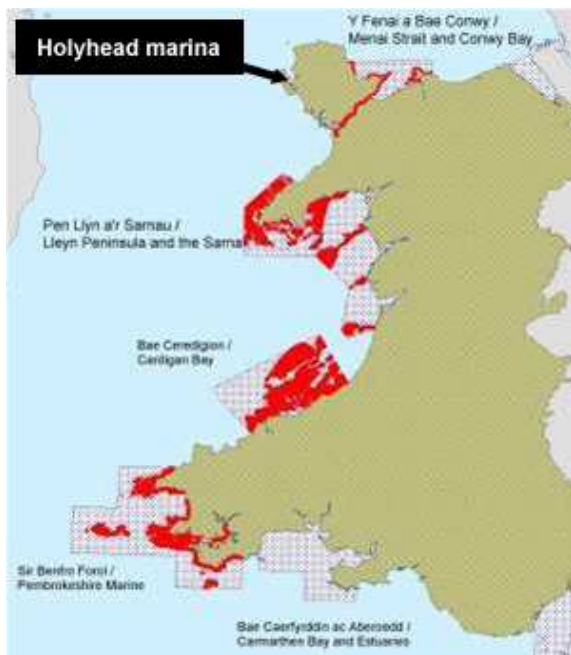 Y Fenai a Bae Conwy /
Menai Strait and Conwy Bay
Holyhead marina
Pen Llyn a'r Sarnau /
Lleyn Peninsula and the Sarnau
Bae Ceredigion /
Cardigan Bay
Sir Benfro Forol /
Pembrokeshire Marine
Bae Caerfyrddin ac Aberoedd /
Carmarthen Bay and Estuaries